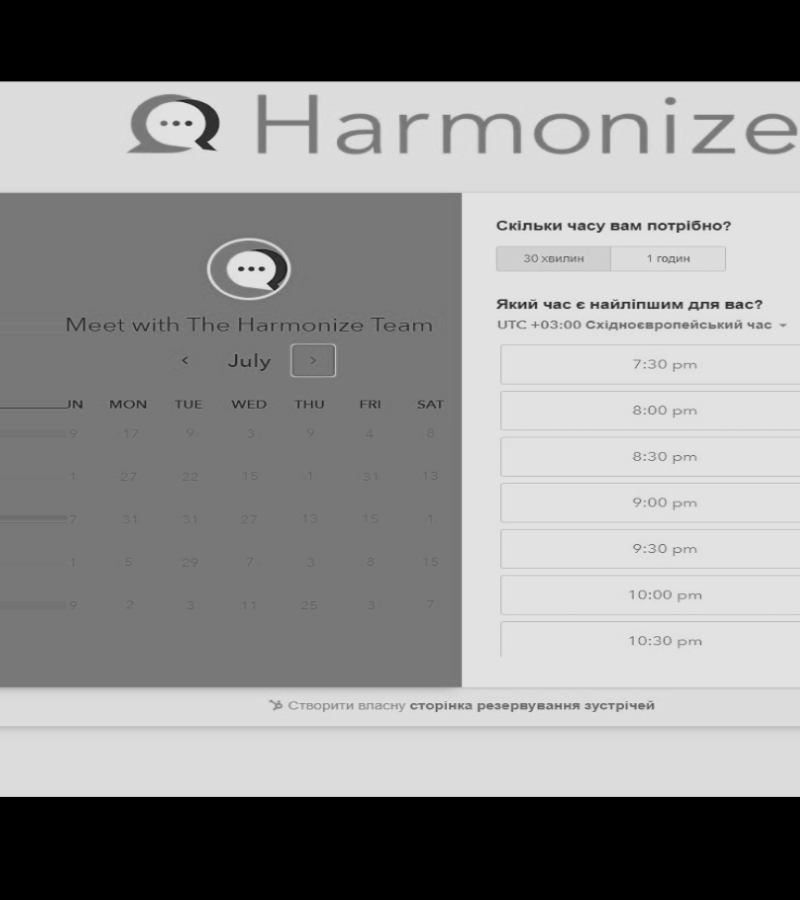 Harmonize
Meet with The Harmonize Team
July
UN MON TUE WED THU FRI SAT
9 17 9 3 9 4 8
1 27 22 15 1 31 13
7 31 31 27 13 15 1
1 5 29 7 3 8 15
9 2 3 11 25 3 7
Скільки часу вам потрібно?
30 хвилин 1 годин
Який час є найліпшим для вас?
UTC +03:00 Східноєвропейський час
7:30 pm
8:00 pm
8:30 pm
9:00 pm
9:30 pm
10:00 pm
10:30 pm
Створити власну сторінка резервування зустрічей